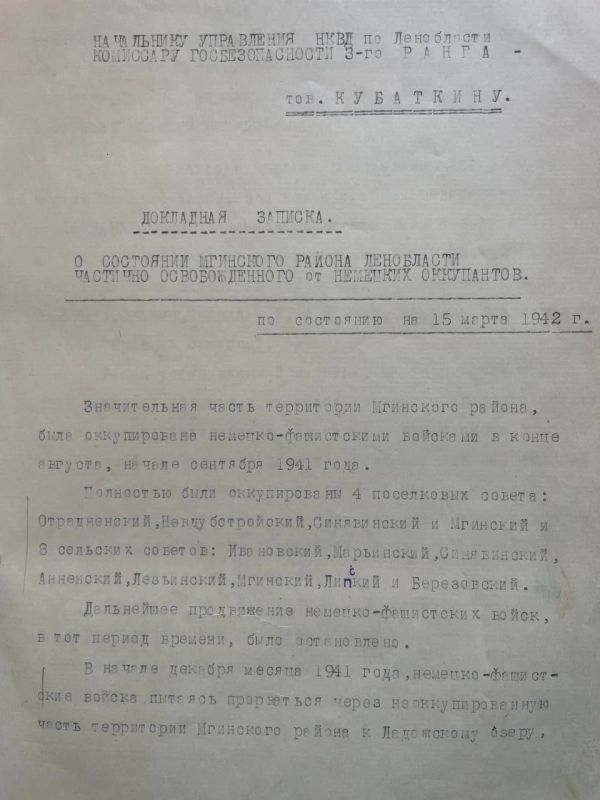 НАЧАЛЬНИКУ УПРАВЛЕНИЯ НКВД по Ленобласти
КОМИССАРУ ГОСБЕЗОПАСНОСТИ 3-го РАНГА -
тов. КУБАТКИНУ.
ДОКЛАДНАЯ ЗАПИСКА.
О СОСТОЯНИИ МГИНСКОГО РАЙОНА ЛЕНОБЛАСТИ
ЧАСТИЧНО ОСВОБОЖДЕННОГО от НЕМЕЦКИХ ОККУПАНТОВ.
по состоянию на 15 марта 1942 г.
Значительная часть территории Мгинского района,
была оккупирована немецко-фашистскими войсками в конце
августа, начале сентября 1941 года.
Полностью были оккупированы 4 поселковых совета:
Отрадненский, Невдубстройский, Синявинский и Мгинский и
8 сельских советов: Ивановский, Марьинский, Синявинский,
Анненский, Лезьинский, Мгинский, Липский и Березовский.
Дальнейшее продвижение немецко-фашистских войск,
в тот период времени, было остановлено.
В начале декабря месяца 1941 года, немецко-фашист-
ские войска пытаясь прорваться через неоккупированную
часть территории Мгинского района к Ладожскому озеру,